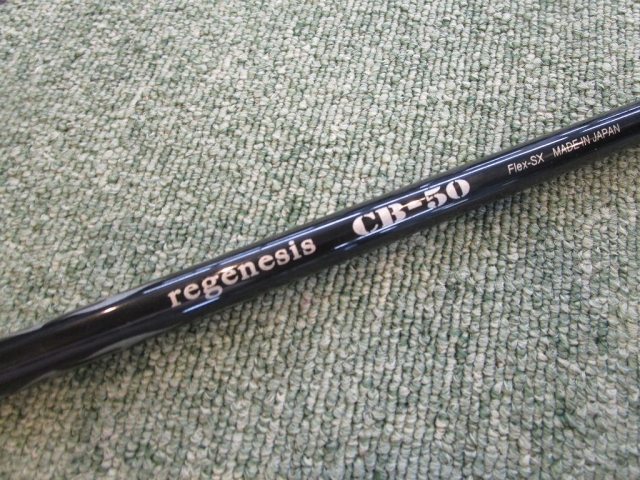 regenesis CB-50 Flex-SX MADE IN JAPAN